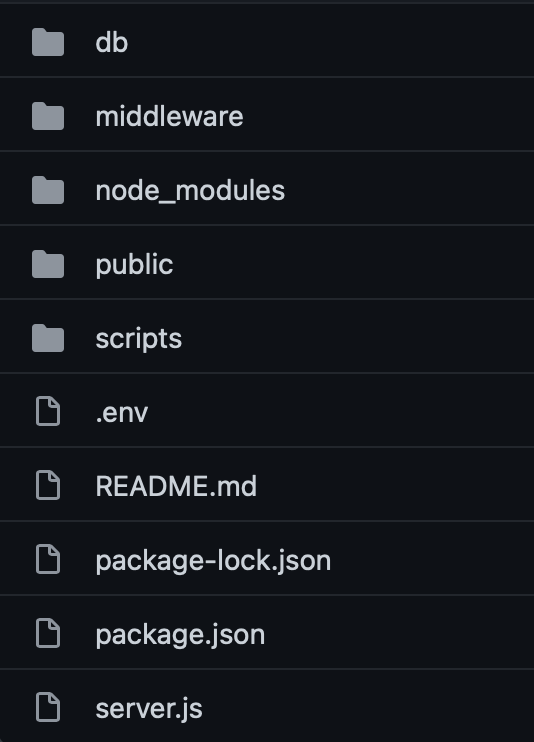 db
middleware
node_modules
public
scripts
.env
README.md
package-lock.json
package.json
server.js